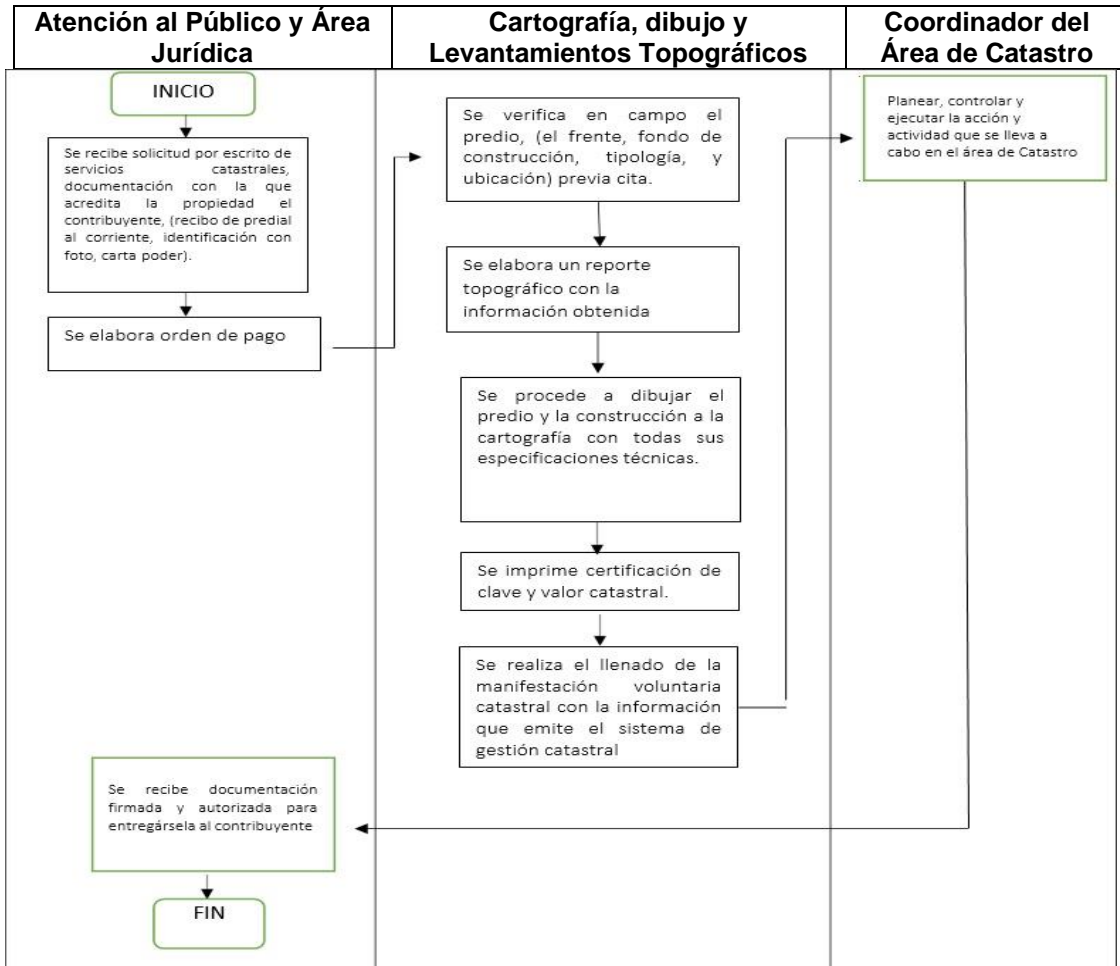 Atención al Público y Área
Jurídica
Cartografía, dibujo y
Levantamientos Topográficos
Coordinador del
Área de Catastro
INICIO
Se recibe solicitud por escrito de
servicios catastrales,
documentación con la que
acredita la propiedad el
contribuyente, (recibo de predial
al corriente, identificación con
foto, carta poder).
Se elabora orden de pago
Se verifica en campo el
predio, (el frente, fondo de
construcción, tipología, y
ubicación) previa cita.
Se elabora un reporte
topográfico con la
información obtenida
Se procede a dibujar el
predio y la construcción a la
cartografía con todas sus
especificaciones técnicas.
Se imprime certificación de
clave y valor catastral.
Se realiza el llenado de la
manifestación voluntaria
catastral con la información
que emite el sistema de
gestión catastral
Planear, controlar y
ejecutar la acción y
actividad que se lleva a
cabo en el área de Catastro
Se recibe documentación
firmada y autorizada para
entregársela al contribuyente
FIN